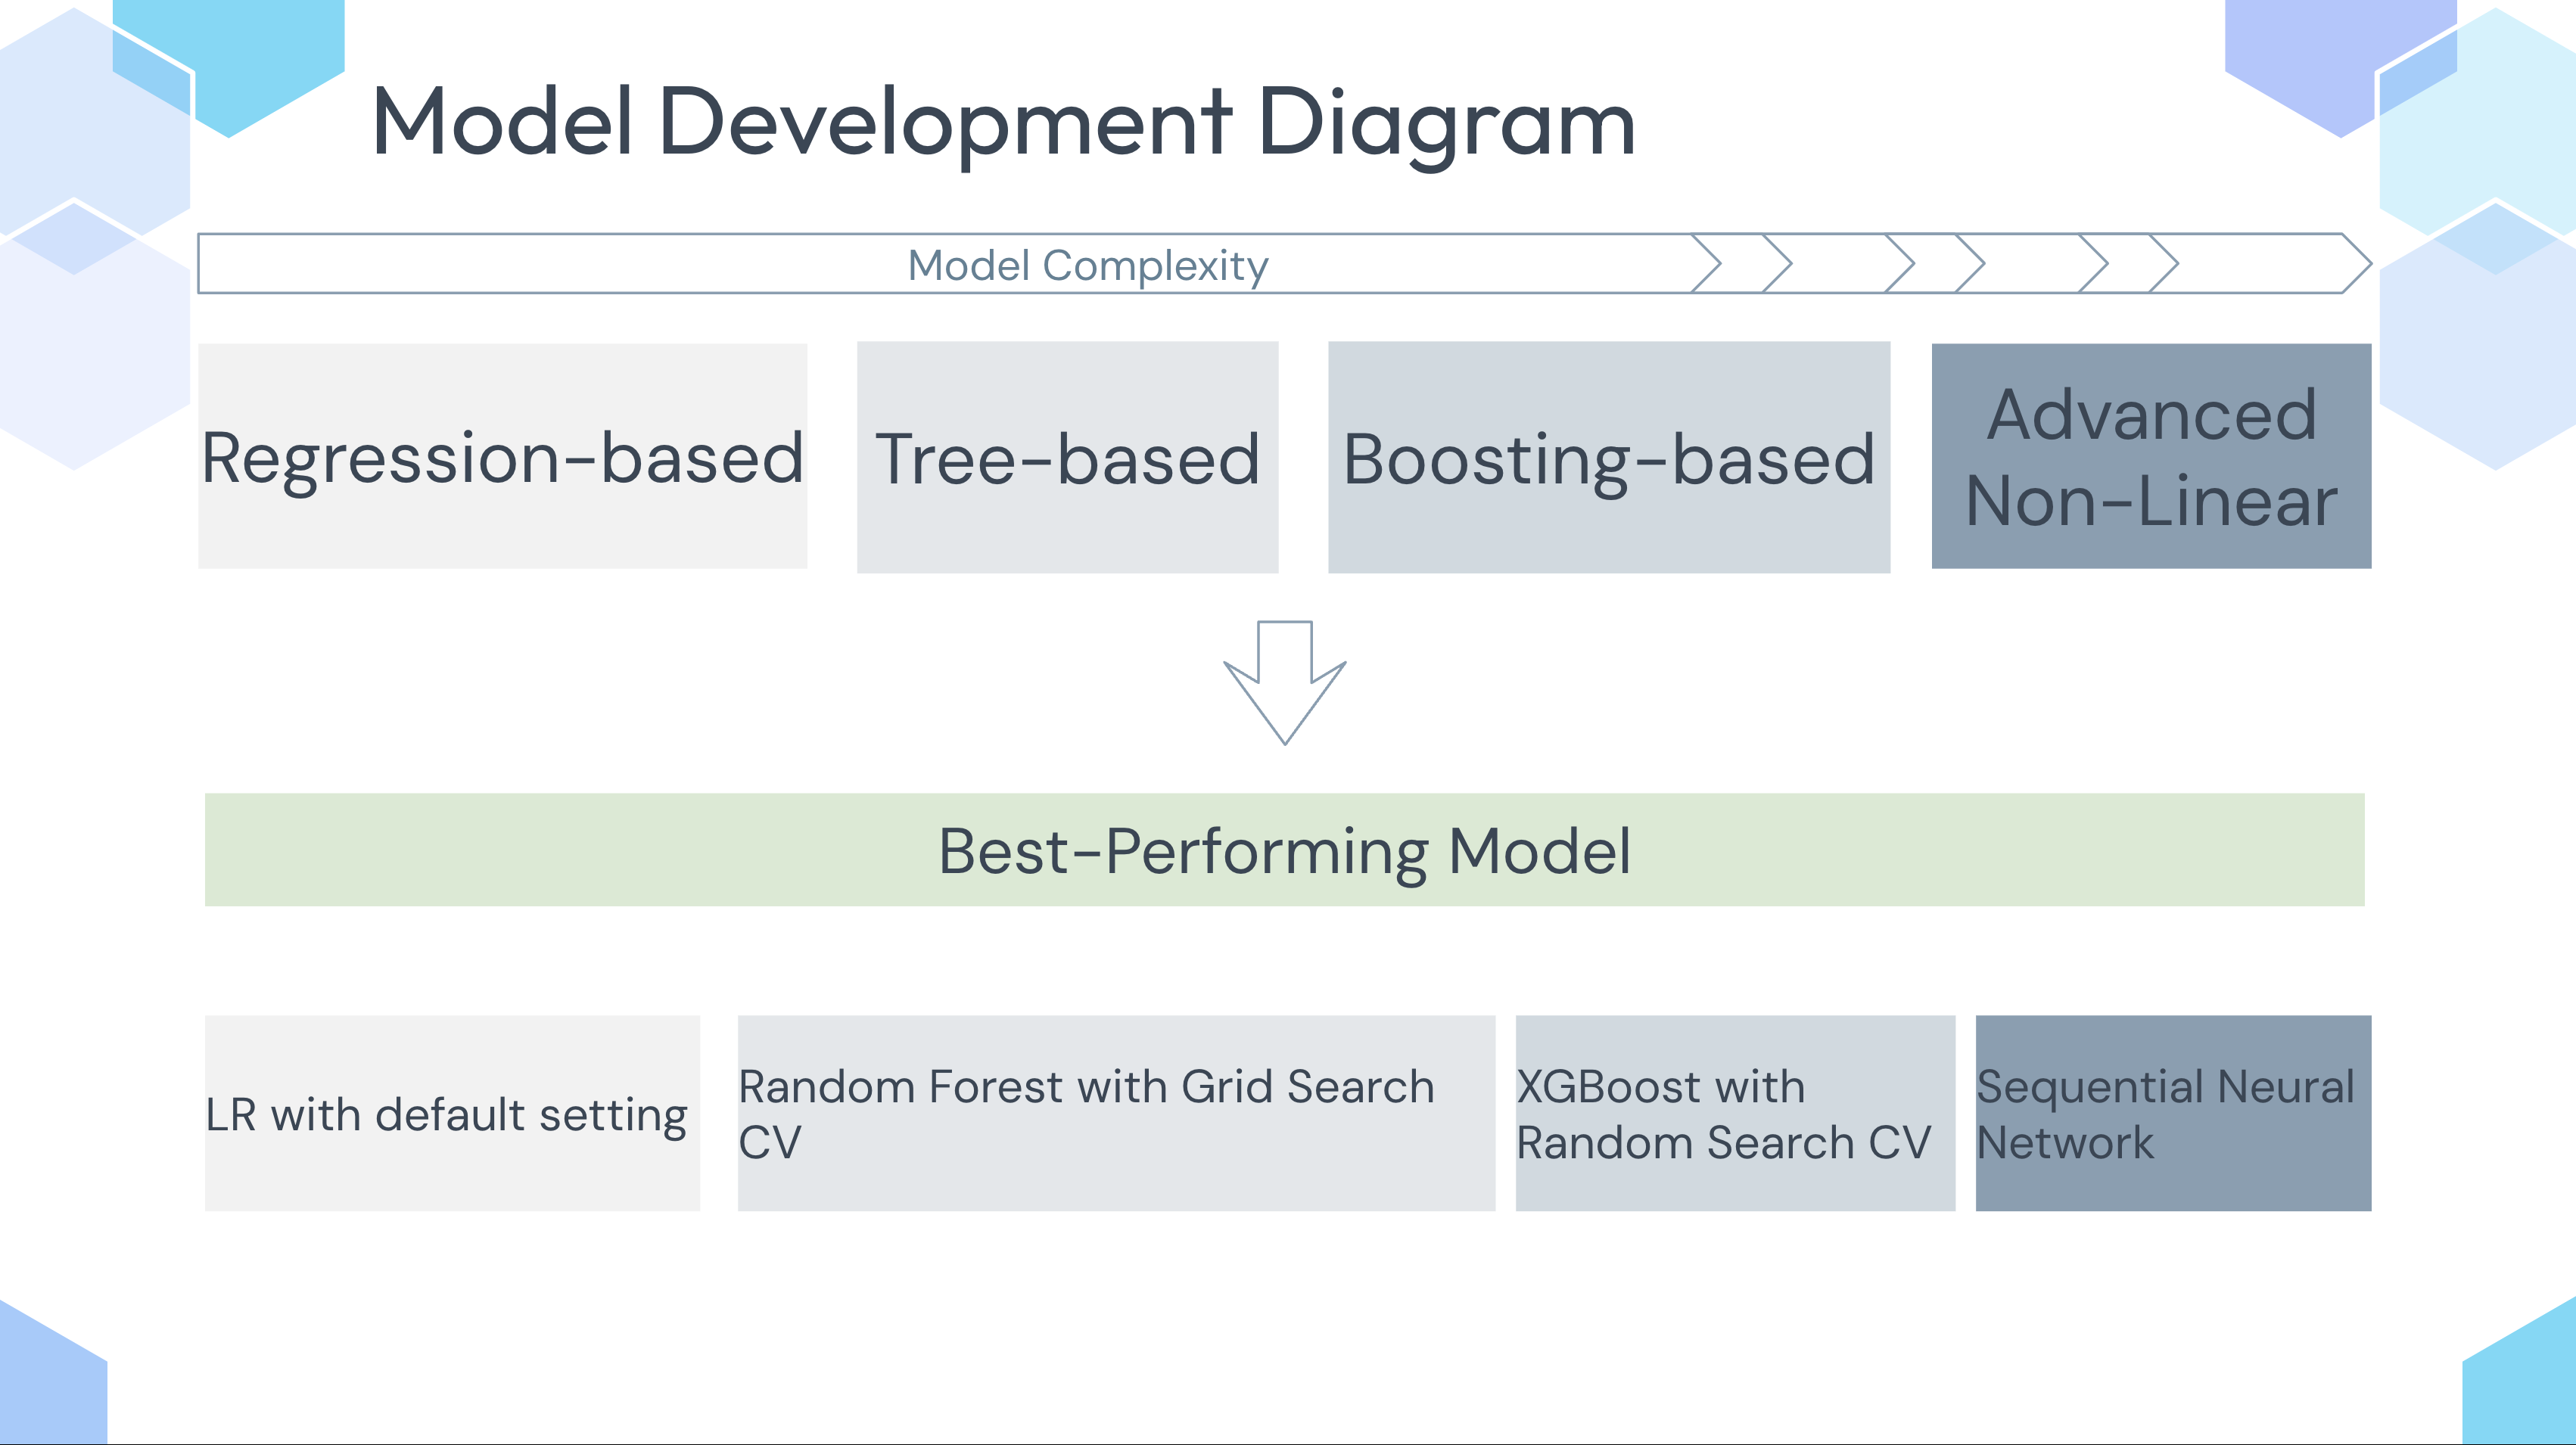 Model Development Diagram
Model Complexity
Regression-based
Tree-based
Boosting-based
Advanced
Non-Linear
Best-Performing Model
LR with default setting
Random Forest with Grid Search
CV
XGBoost with
Random Search CV
Sequential Neural
Network